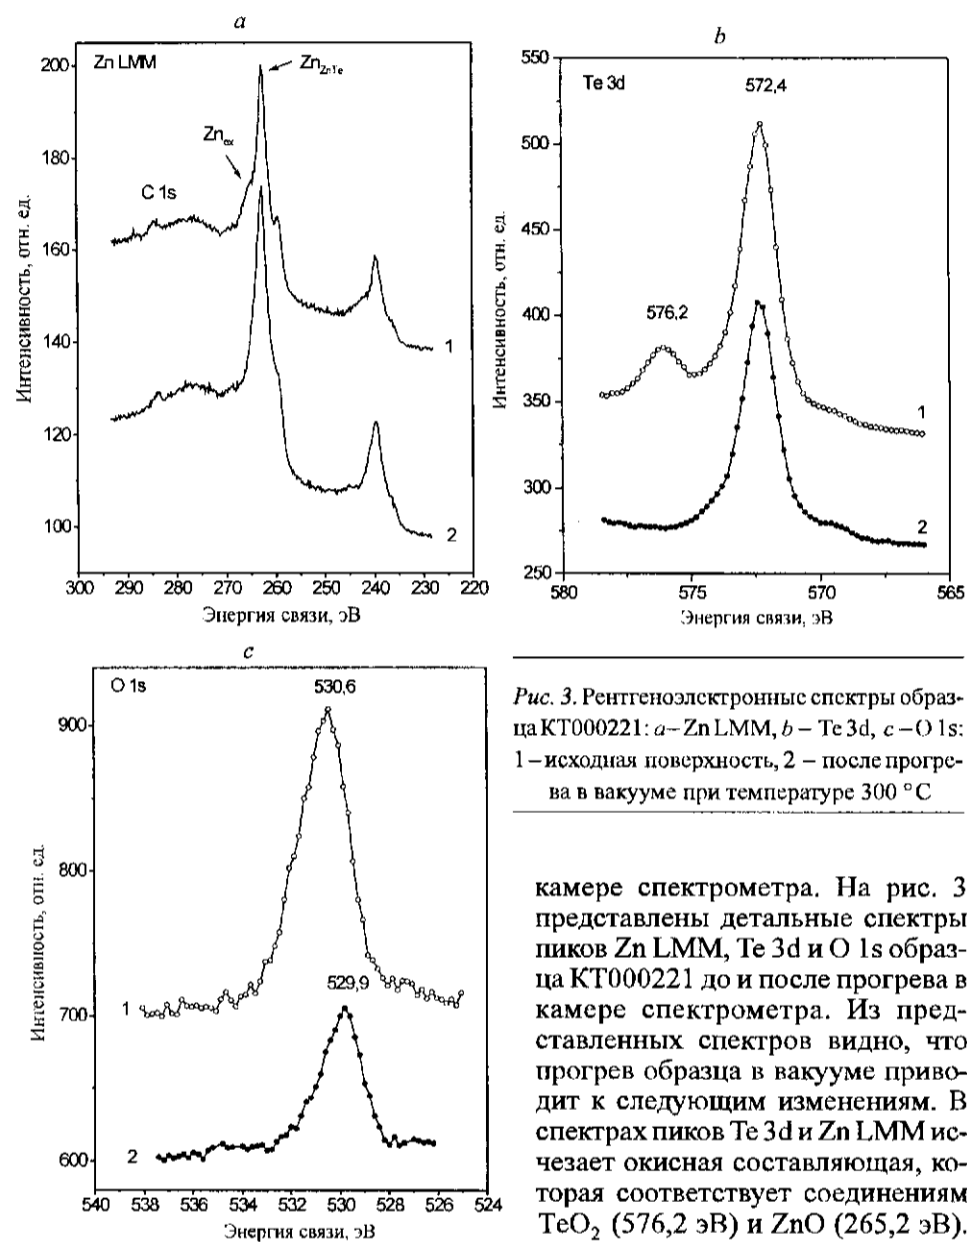 a
Zn LMM
Zn_ZnTe
Zn_ox
C 1s
1
2
200
180
160
140
120
100
300 290 280 270 260 250 240 230 220
Интенсивность, отн. ед.
Энергия связи, эВ
b
Te 3d
572,4
576,2
1
2
550
500
450
400
350
300
250
580 575 570 565
Интенсивность, отн. ед.
Энергия связи, эВ
c
O 1s
530,6
529,9
1
2
900
800
700
600
540 538 536 534 532 530 528 526 524
Интенсивность, отн. ед.
Энергия связи, эВ
Рис. 3. Рентгеноэлектронные спектры образ-
ца КТ000221: a – Zn LMM, b – Te 3d, c – O 1s:
1 – исходная поверхность, 2 – после прогре-
ва в вакууме при температуре 300 °C
камере спектрометра. На рис. 3
представлены детальные спектры
пиков Zn LMM, Te 3d и O 1s образ-
ца КТ000221 до и после прогрева в
камере спектрометра. Из пред-
ставленных спектров видно, что
прогрев образца в вакууме приво-
дит к следующим изменениям. В
спектрах пиков Te 3d и Zn LMM ис-
чезает окисная составляющая, ко-
торая соответствует соединениям
TeO₂ (576,2 эВ) и ZnO (265,2 эВ).